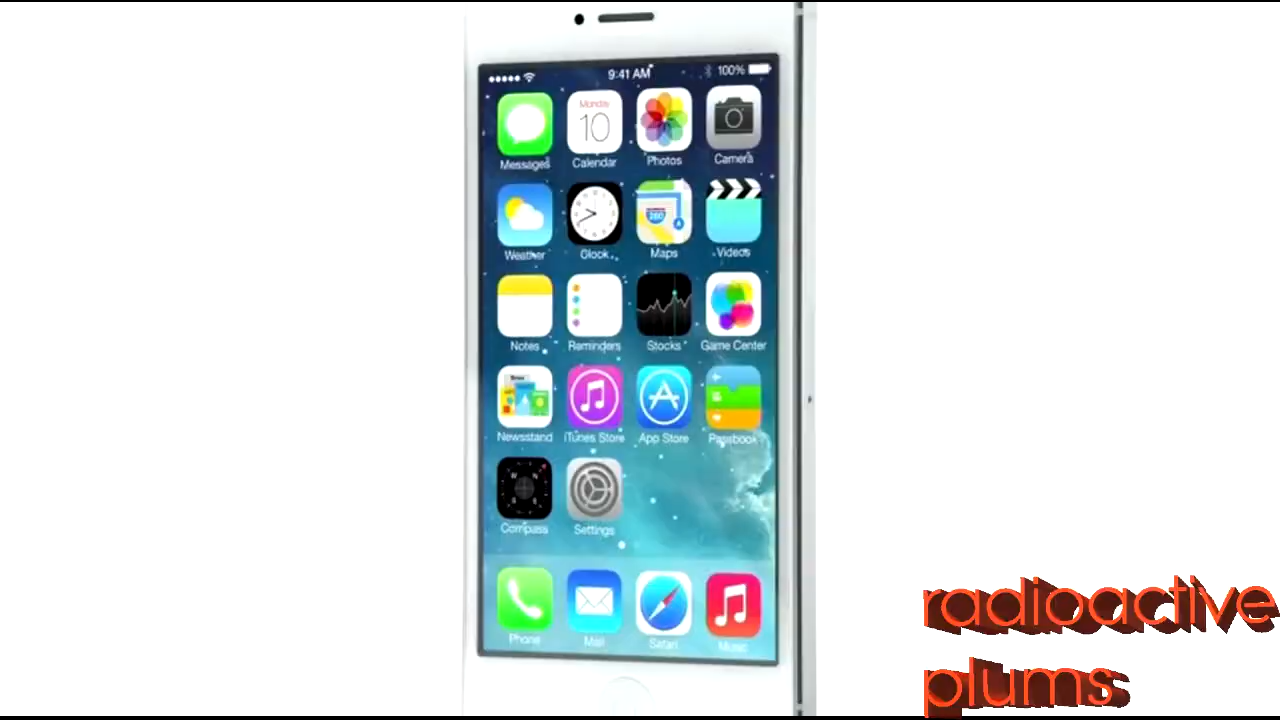 9:41 AM 100%
Monday
10
Messages Calendar Photos Camera
280
Weather Clock Maps Videos
Notes Reminders Stocks Game Center
Newsstand iTunes Store App Store Passbook
W N
S E
Compass Settings
Phone Mail Safari Music
radioactive
plums